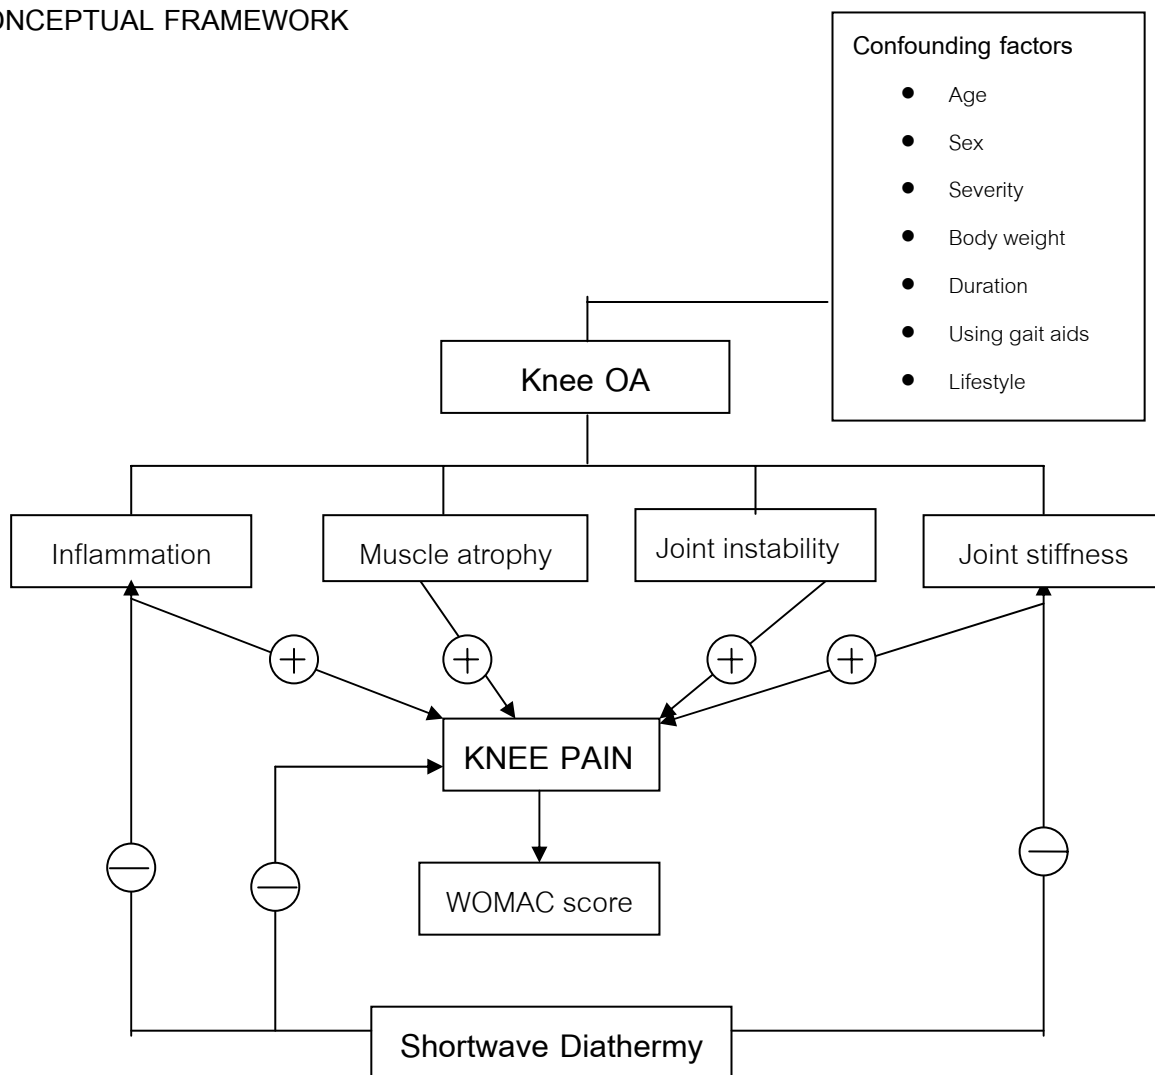 ONCEPTUAL FRAMEWORK
Confounding factors
● Age
● Sex
● Severity
● Body weight
● Duration
● Using gait aids
● Lifestyle
Knee OA
Inflammation
Muscle atrophy
Joint instability
Joint stiffness
+
+
+
+
KNEE PAIN
−
−
−
WOMAC score
Shortwave Diathermy